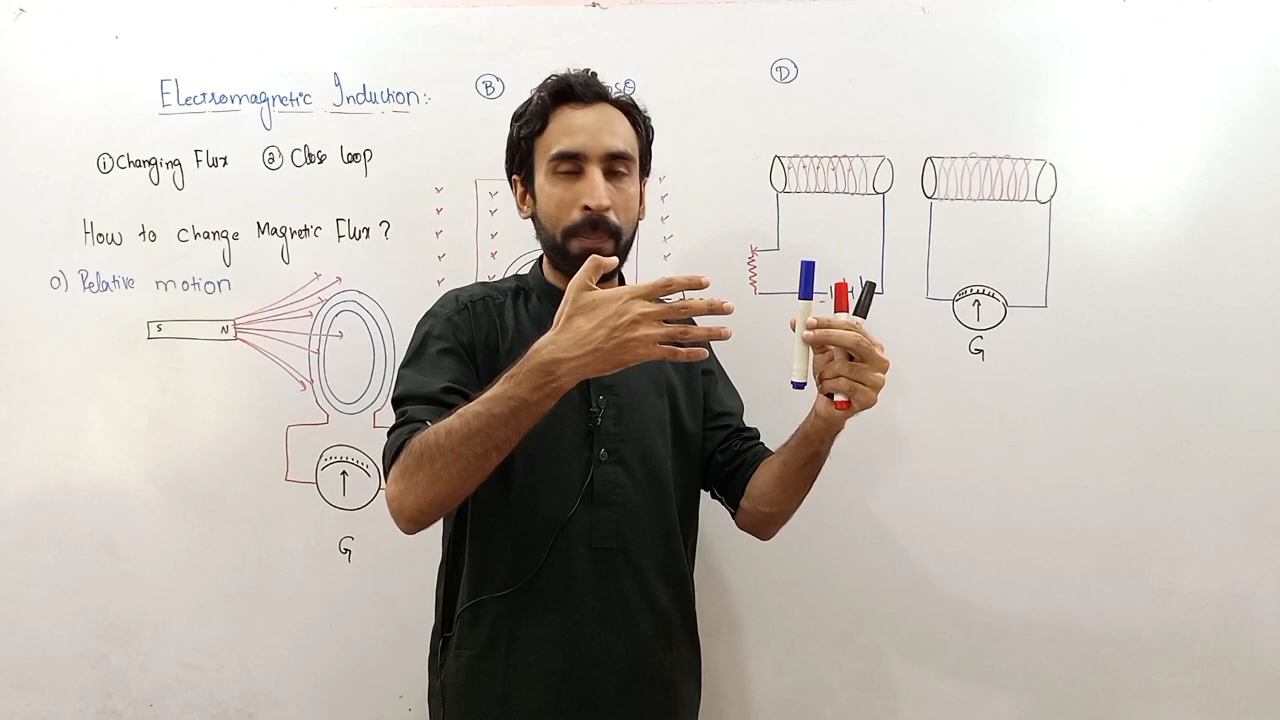 Electromagnetic Induction:-
① Changing Flux ② Close loop
How to change Magnetic Flux?
a) Relative motion
S N
G
B
D
G